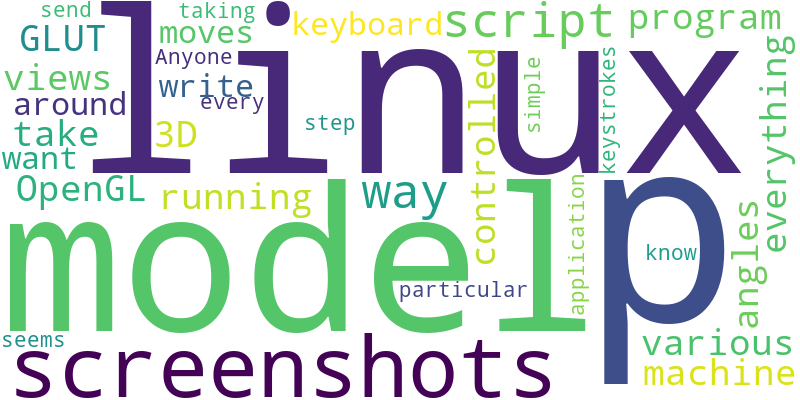 send
taking
linux
keyboard
script
program
GLUT
moves
Anyone
views
write
every
around
step
controlled
simple
keystrokes
everything
take
3D
want
OpenGL
running
way
model
p
application
know
angles
particular
seems
screenshots
various
machine